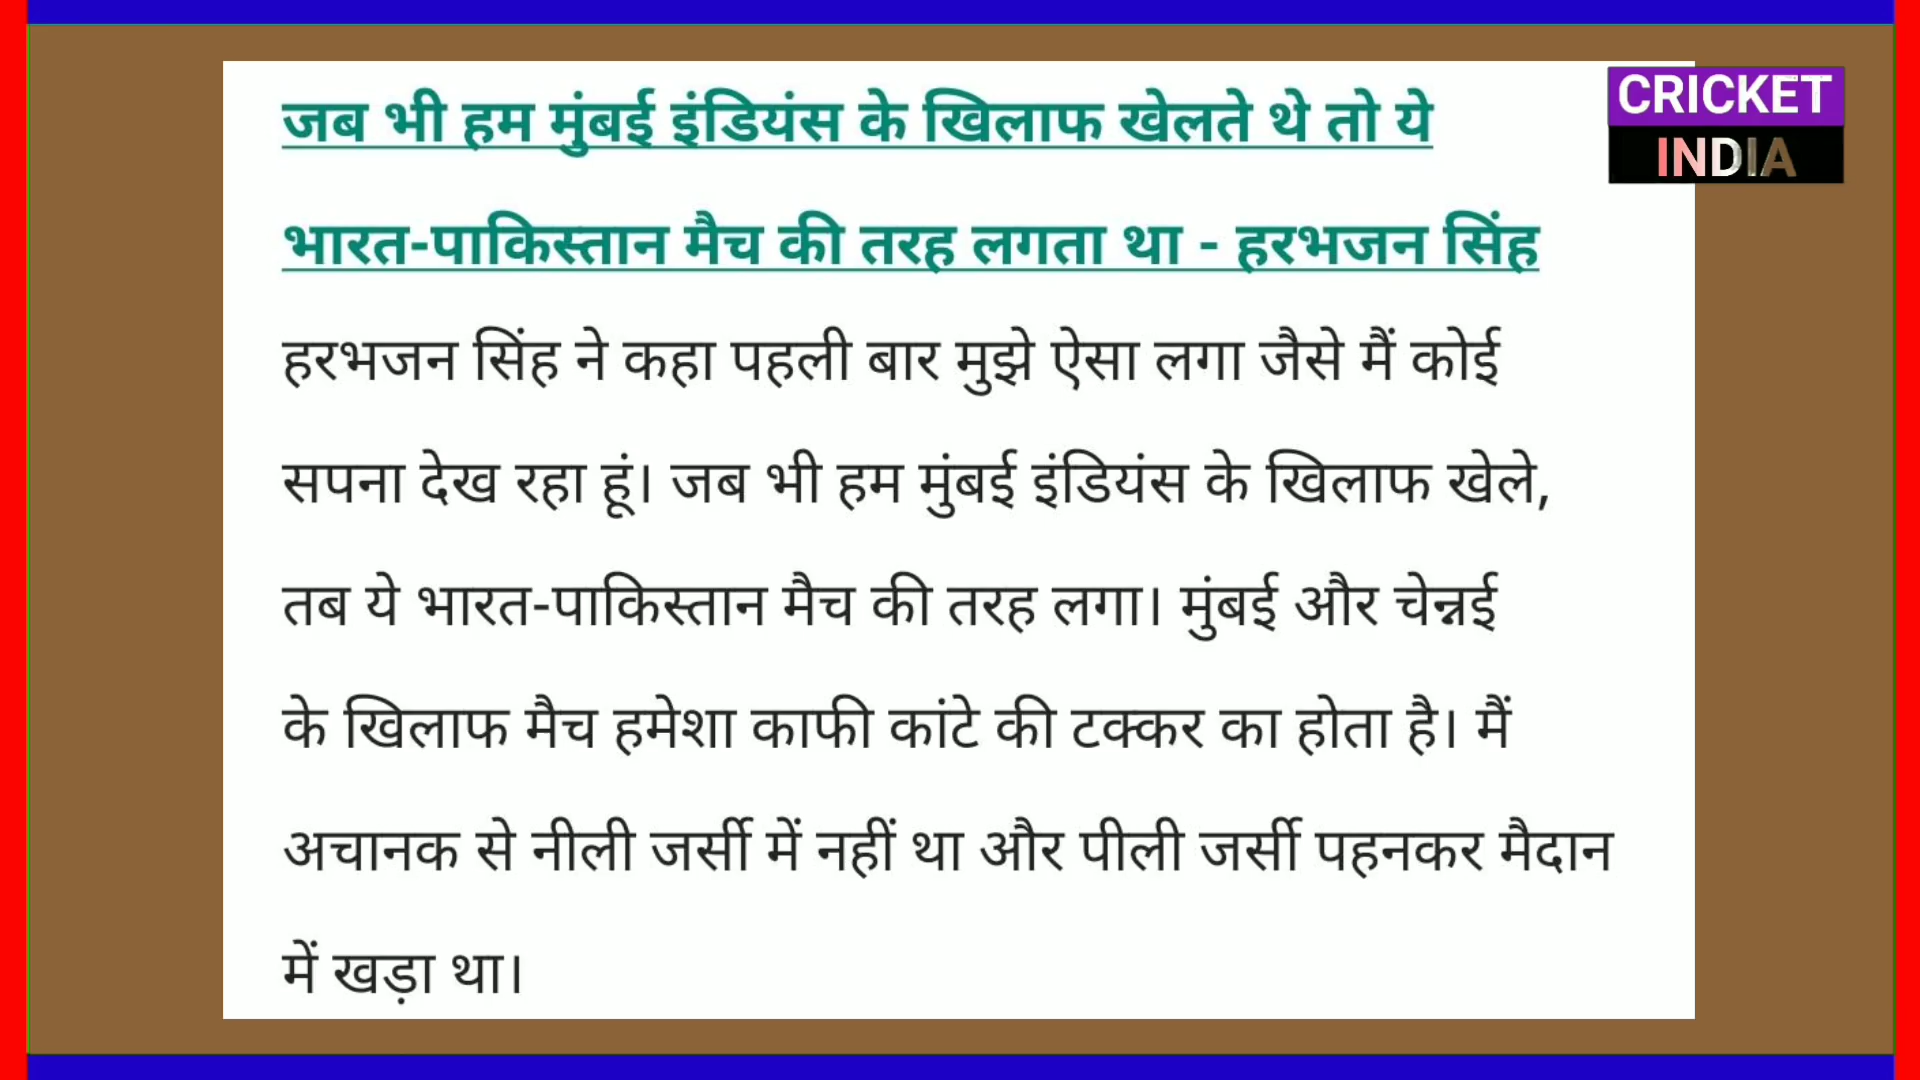 जब भी हम मुंबई इंडियंस के खिलाफ खेलते थे तो ये
भारत-पाकिस्तान मैच की तरह लगता था - हरभजन सिंह
हरभजन सिंह ने कहा पहली बार मुझे ऐसा लगा जैसे मैं कोई
सपना देख रहा हूं। जब भी हम मुंबई इंडियंस के खिलाफ खेले,
तब ये भारत-पाकिस्तान मैच की तरह लगा। मुंबई और चेन्नई
के खिलाफ मैच हमेशा काफी कांटे की टक्कर का होता है। मैं
अचानक से नीली जर्सी में नहीं था और पीली जर्सी पहनकर मैदान
में खड़ा था।
CRICKET
INDIA